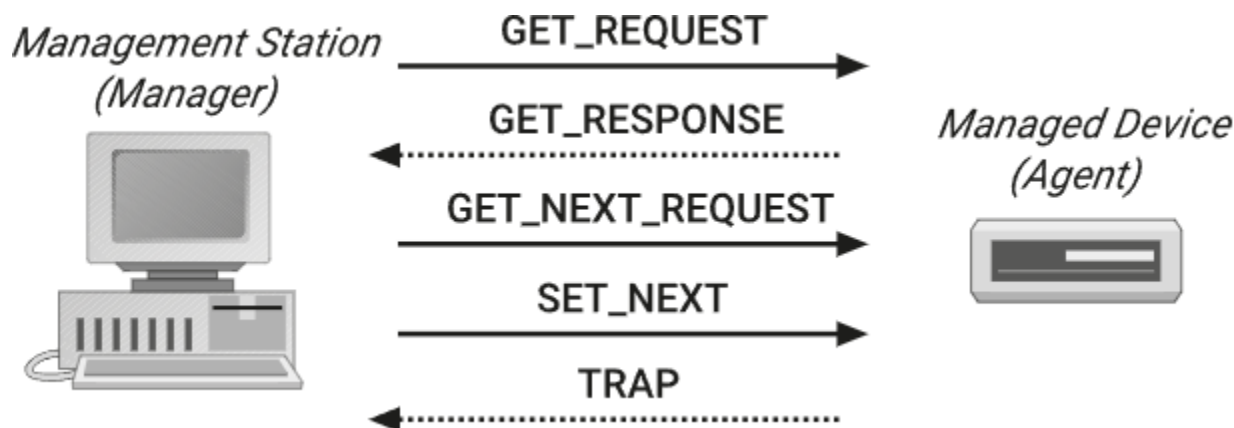 Management Station
(Manager)
GET_REQUEST
GET_RESPONSE
GET_NEXT_REQUEST
SET_NEXT
TRAP
Managed Device
(Agent)